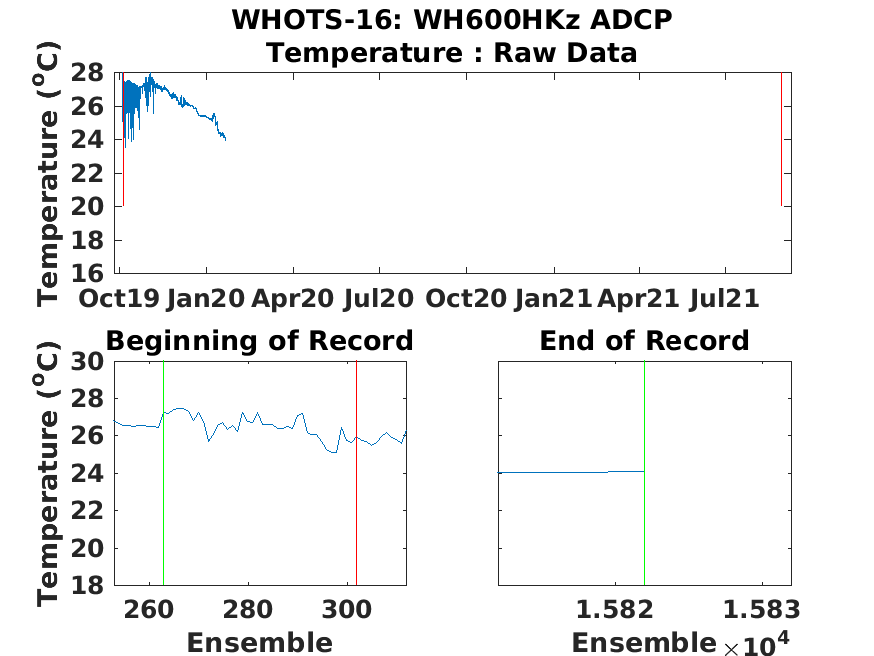 WHOTS-16: WH600HKz ADCP
Temperature : Raw Data
Temperature (°C)
28
26
24
22
20
18
16
Oct19 Jan20 Apr20 Jul20 Oct20 Jan21 Apr21 Jul21
Beginning of Record
Temperature (°C)
30
28
26
24
22
20
18
260 280 300
Ensemble
End of Record
1.582 1.583
Ensemble ×10⁴